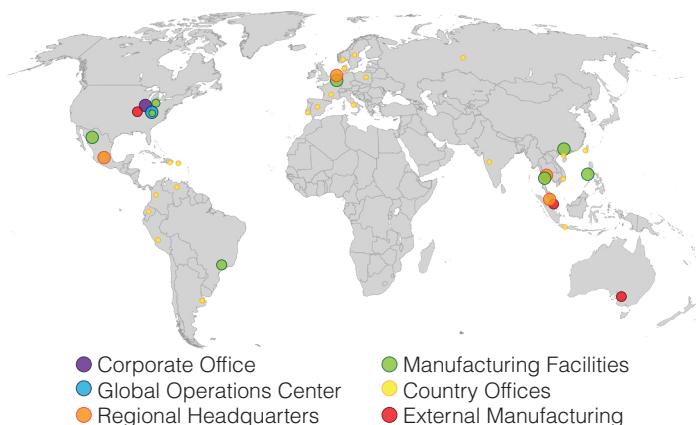 Corporate Office
Global Operations Center
Regional Headquarters
Manufacturing Facilities
Country Offices
External Manufacturing